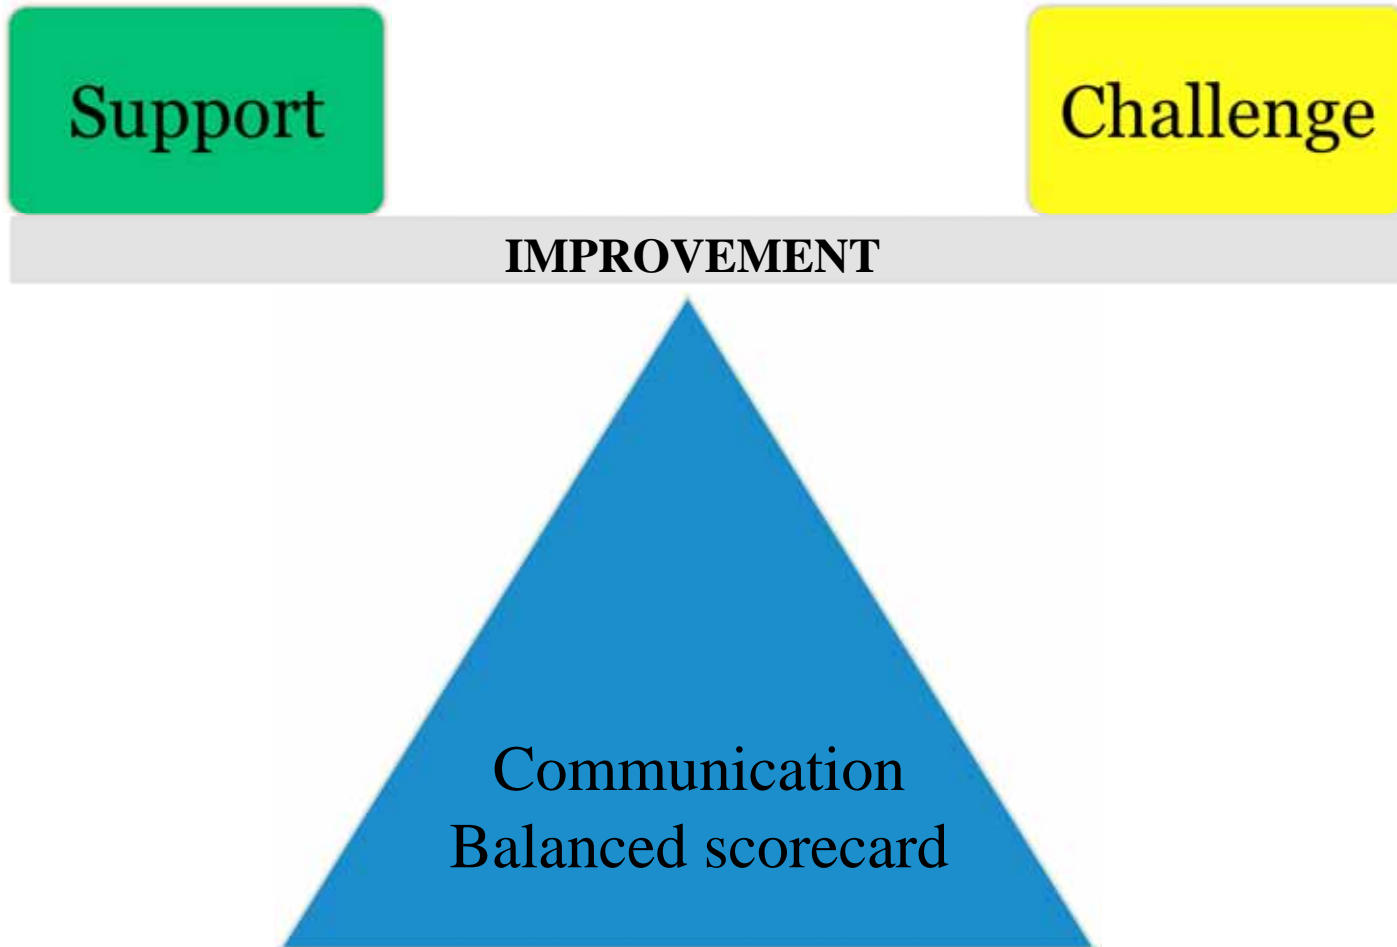 Support
Challenge
IMPROVEMENT
Communication
Balanced scorecard